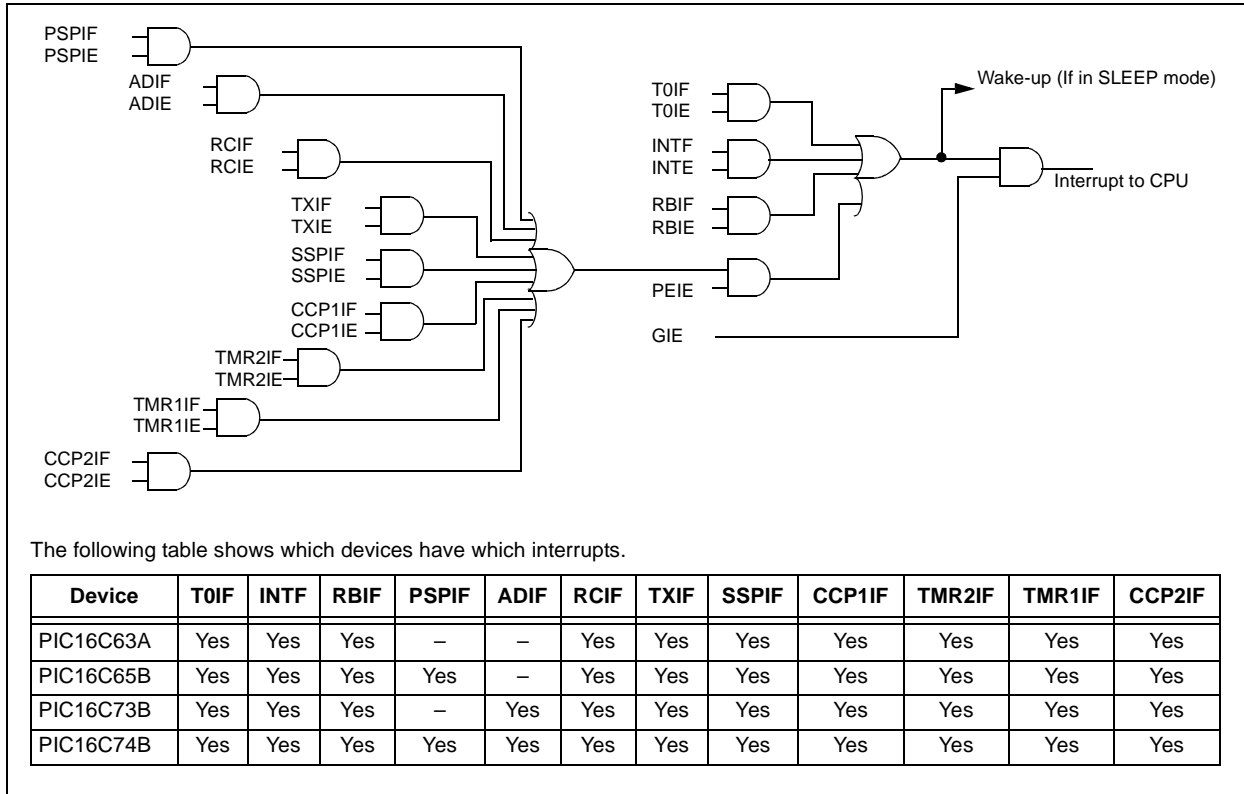 PSPIF
PSPIE
ADIF
ADIE
RCIF
RCIE
TXIF
TXIE
SSPIF
SSPIE
CCP1IF
CCP1IE
TMR2IF
TMR2IE
TMR1IF
TMR1IE
CCP2IF
CCP2IE
T0IF
T0IE
INTF
INTE
RBIF
RBIE
PEIE
GIE
Wake-up (If in SLEEP mode)
Interrupt to CPU
The following table shows which devices have which interrupts.
Device T0IF INTF RBIF PSPIF ADIF RCIF TXIF SSPIF CCP1IF TMR2IF TMR1IF CCP2IF
PIC16C63A Yes Yes Yes – – Yes Yes Yes Yes Yes Yes Yes
PIC16C65B Yes Yes Yes Yes – Yes Yes Yes Yes Yes Yes Yes
PIC16C73B Yes Yes Yes – Yes Yes Yes Yes Yes Yes Yes Yes
PIC16C74B Yes Yes Yes Yes Yes Yes Yes Yes Yes Yes Yes Yes